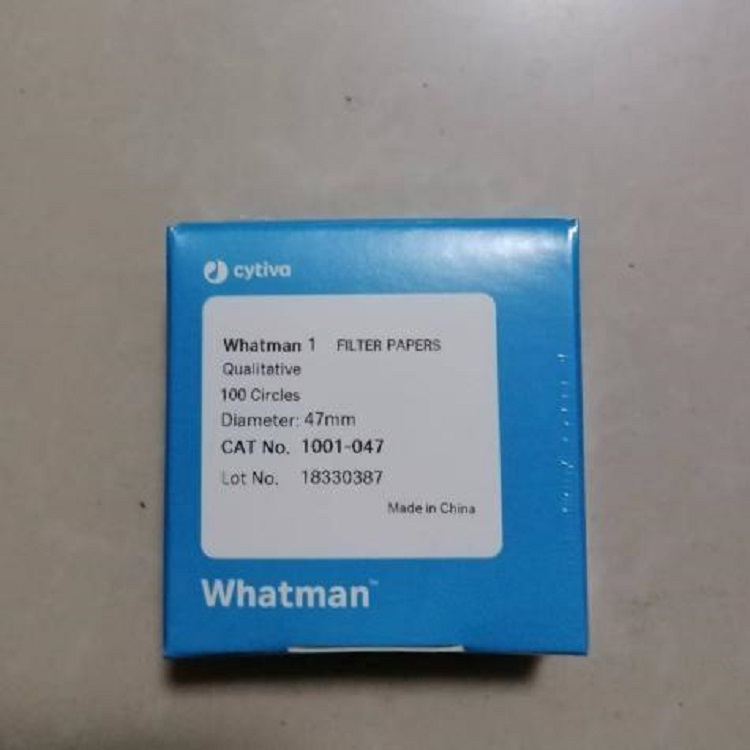 cytiva
Whatman 1 FILTER PAPERS
Qualitative
100 Circles
Diameter: 47mm
CAT No. 1001-047
Lot No. 18330387
Made in China
Whatman™